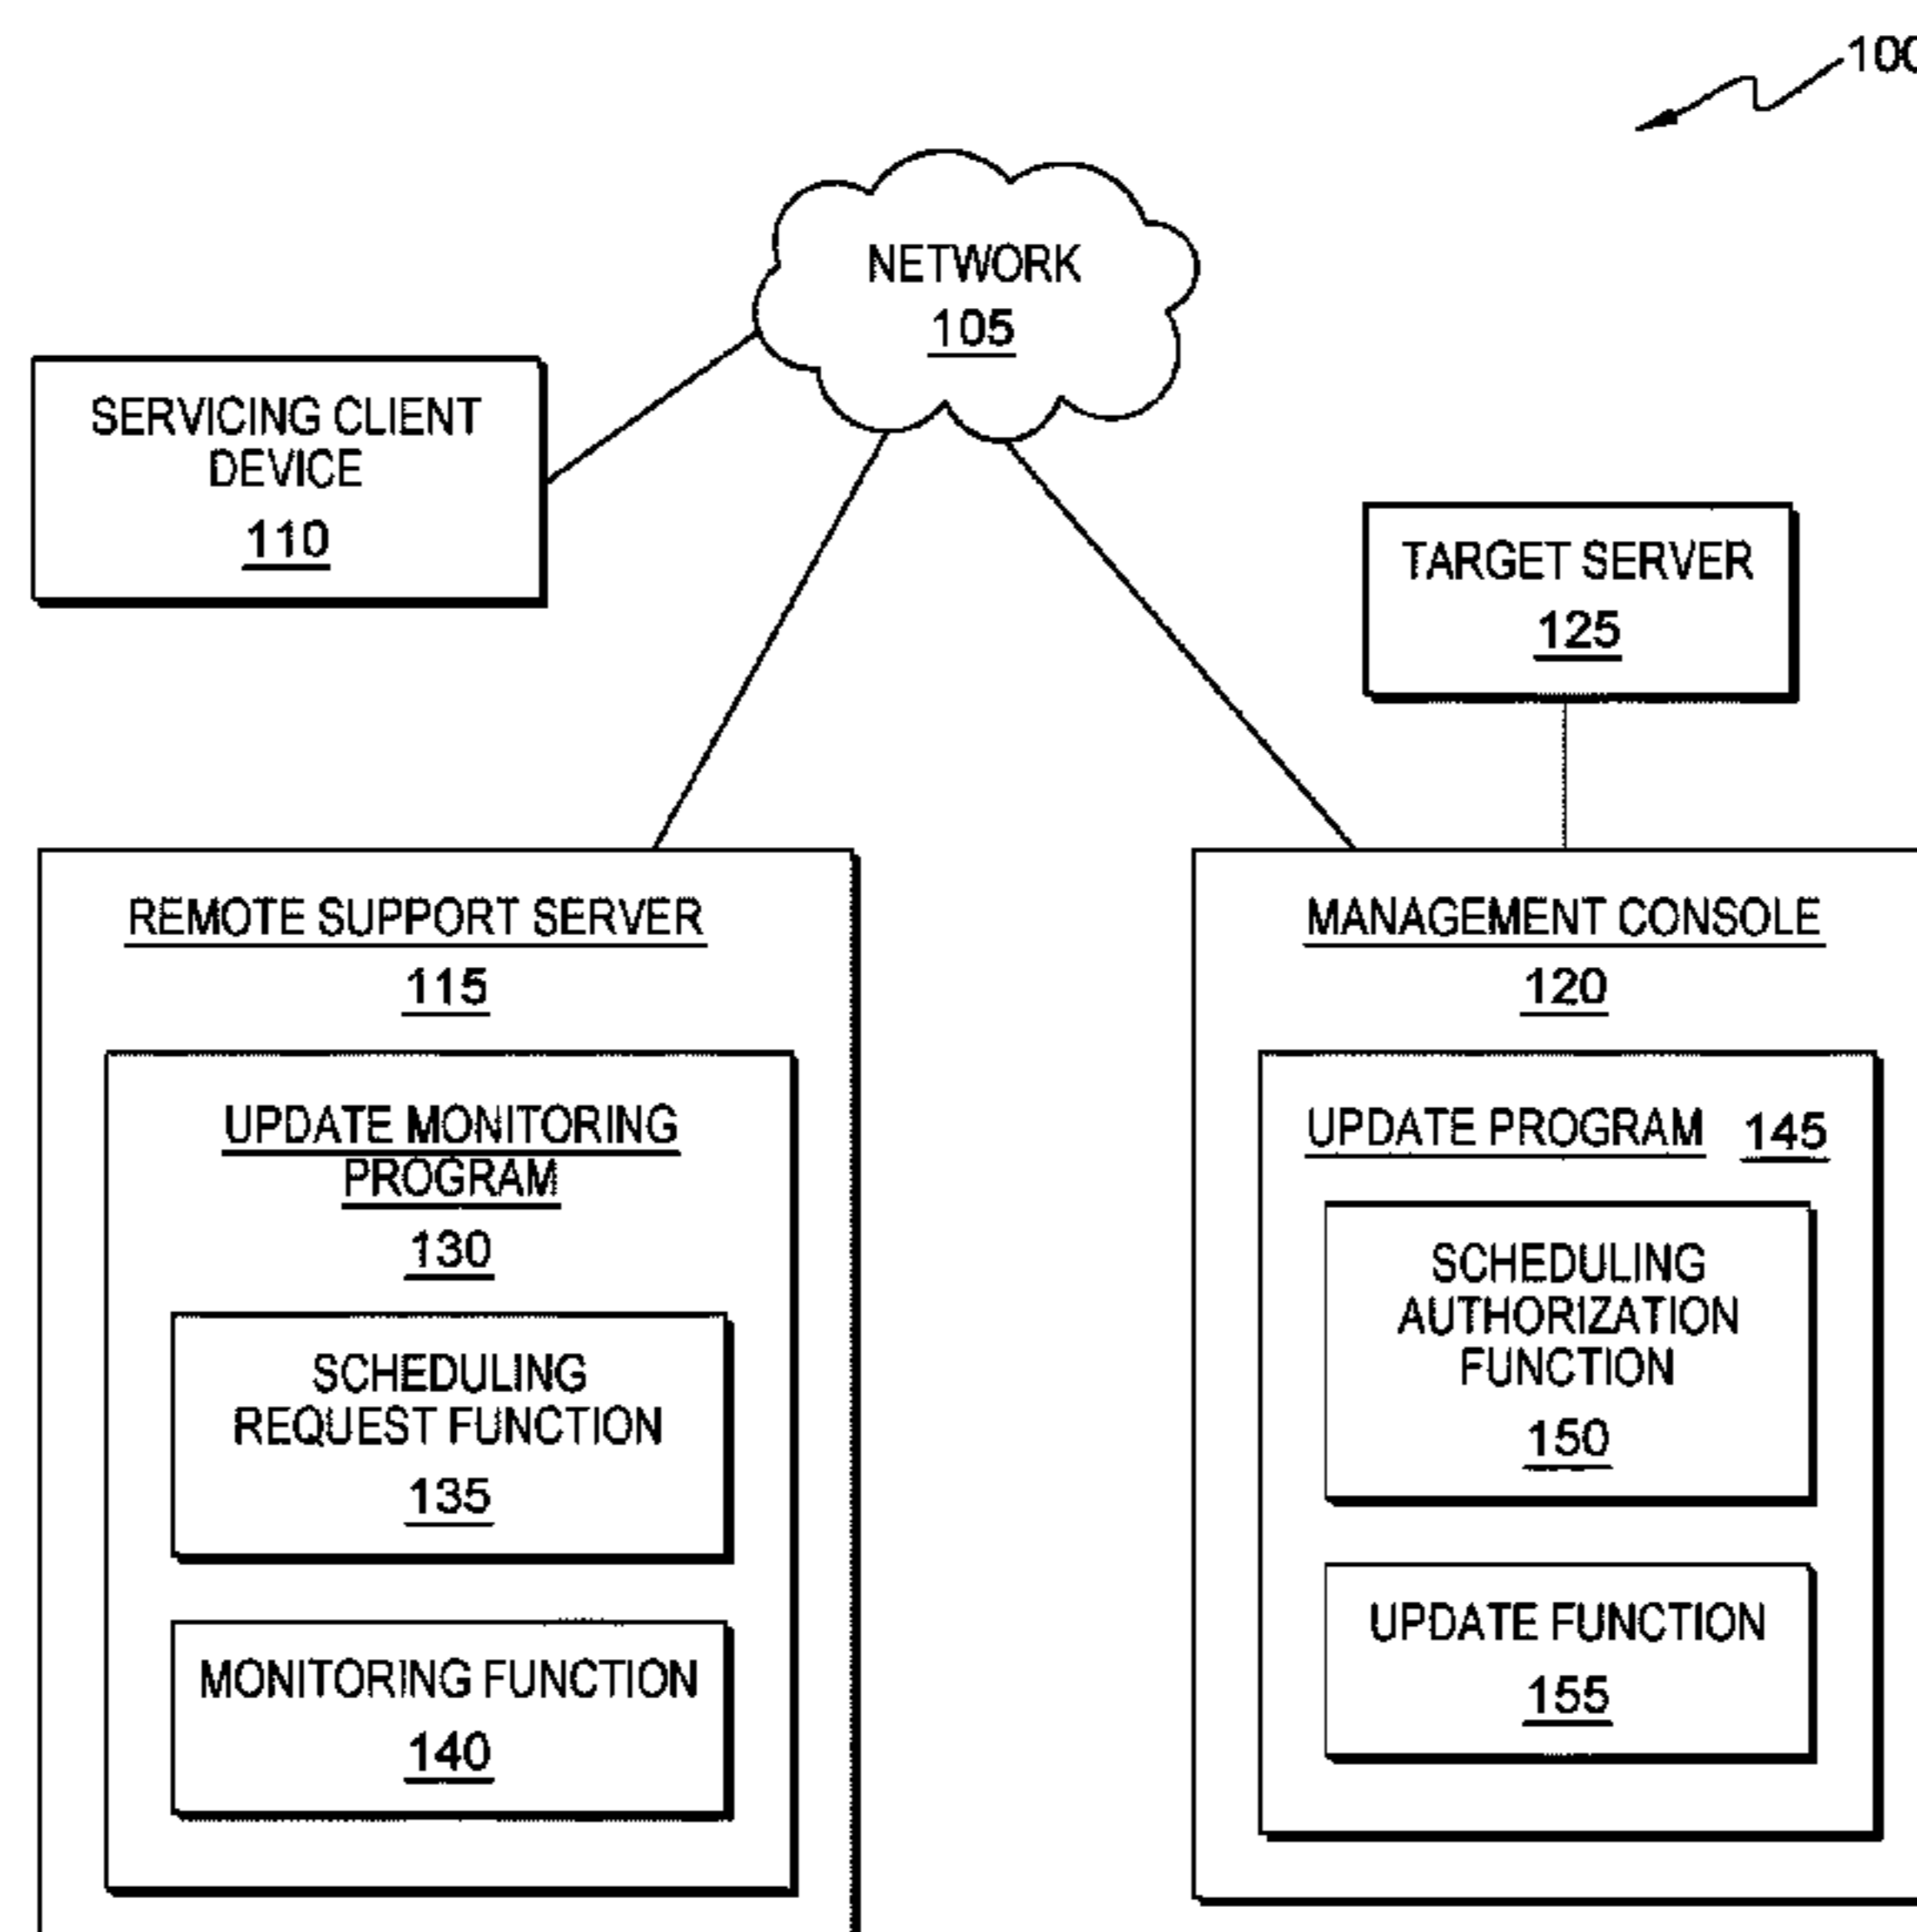 100
NETWORK
105
SERVICING CLIENT
DEVICE
110
TARGET SERVER
125
REMOTE SUPPORT SERVER
115
UPDATE MONITORING
PROGRAM
130
SCHEDULING
REQUEST FUNCTION
135
MONITORING FUNCTION
140
MANAGEMENT CONSOLE
120
UPDATE PROGRAM 145
SCHEDULING
AUTHORIZATION
FUNCTION
150
UPDATE FUNCTION
155